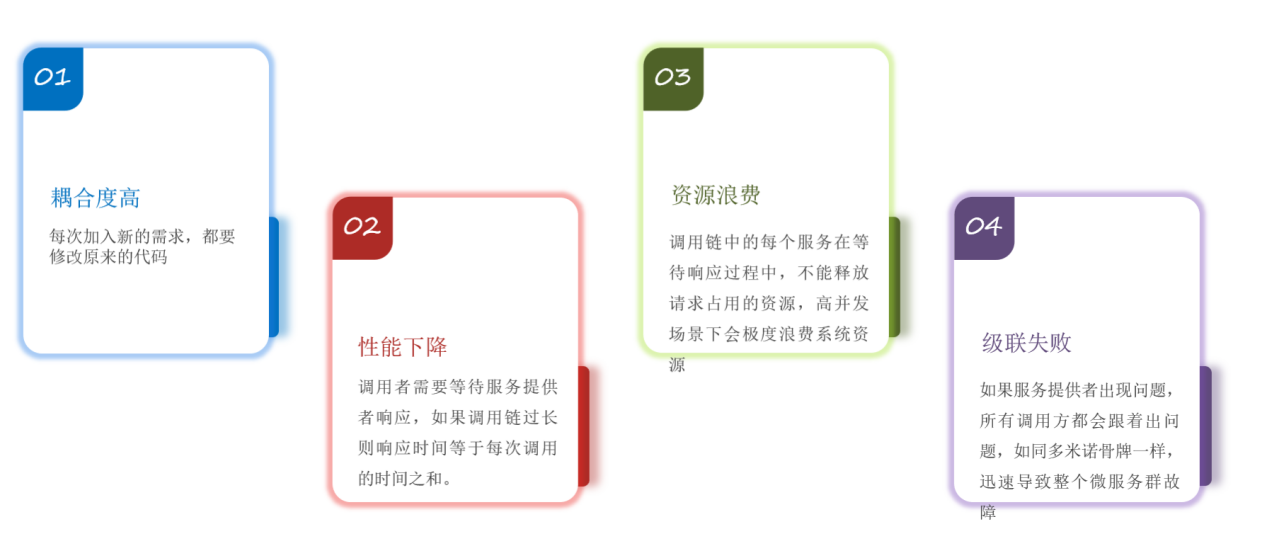 01
耦合度高
每次加入新的需求，都要
修改原来的代码
02
性能下降
调用者需要等待服务提供
者响应，如果调用链过长
则响应时间等于每次调用
的时间之和。
03
资源浪费
调用链中的每个服务在等
待响应过程中，不能释放
请求占用的资源，高并发
场景下会极度浪费系统资
源
04
级联失败
如果服务提供者出现问题，
所有调用方都会跟着出问
题，如同多米诺骨牌一样，
迅速导致整个微服务群故
障